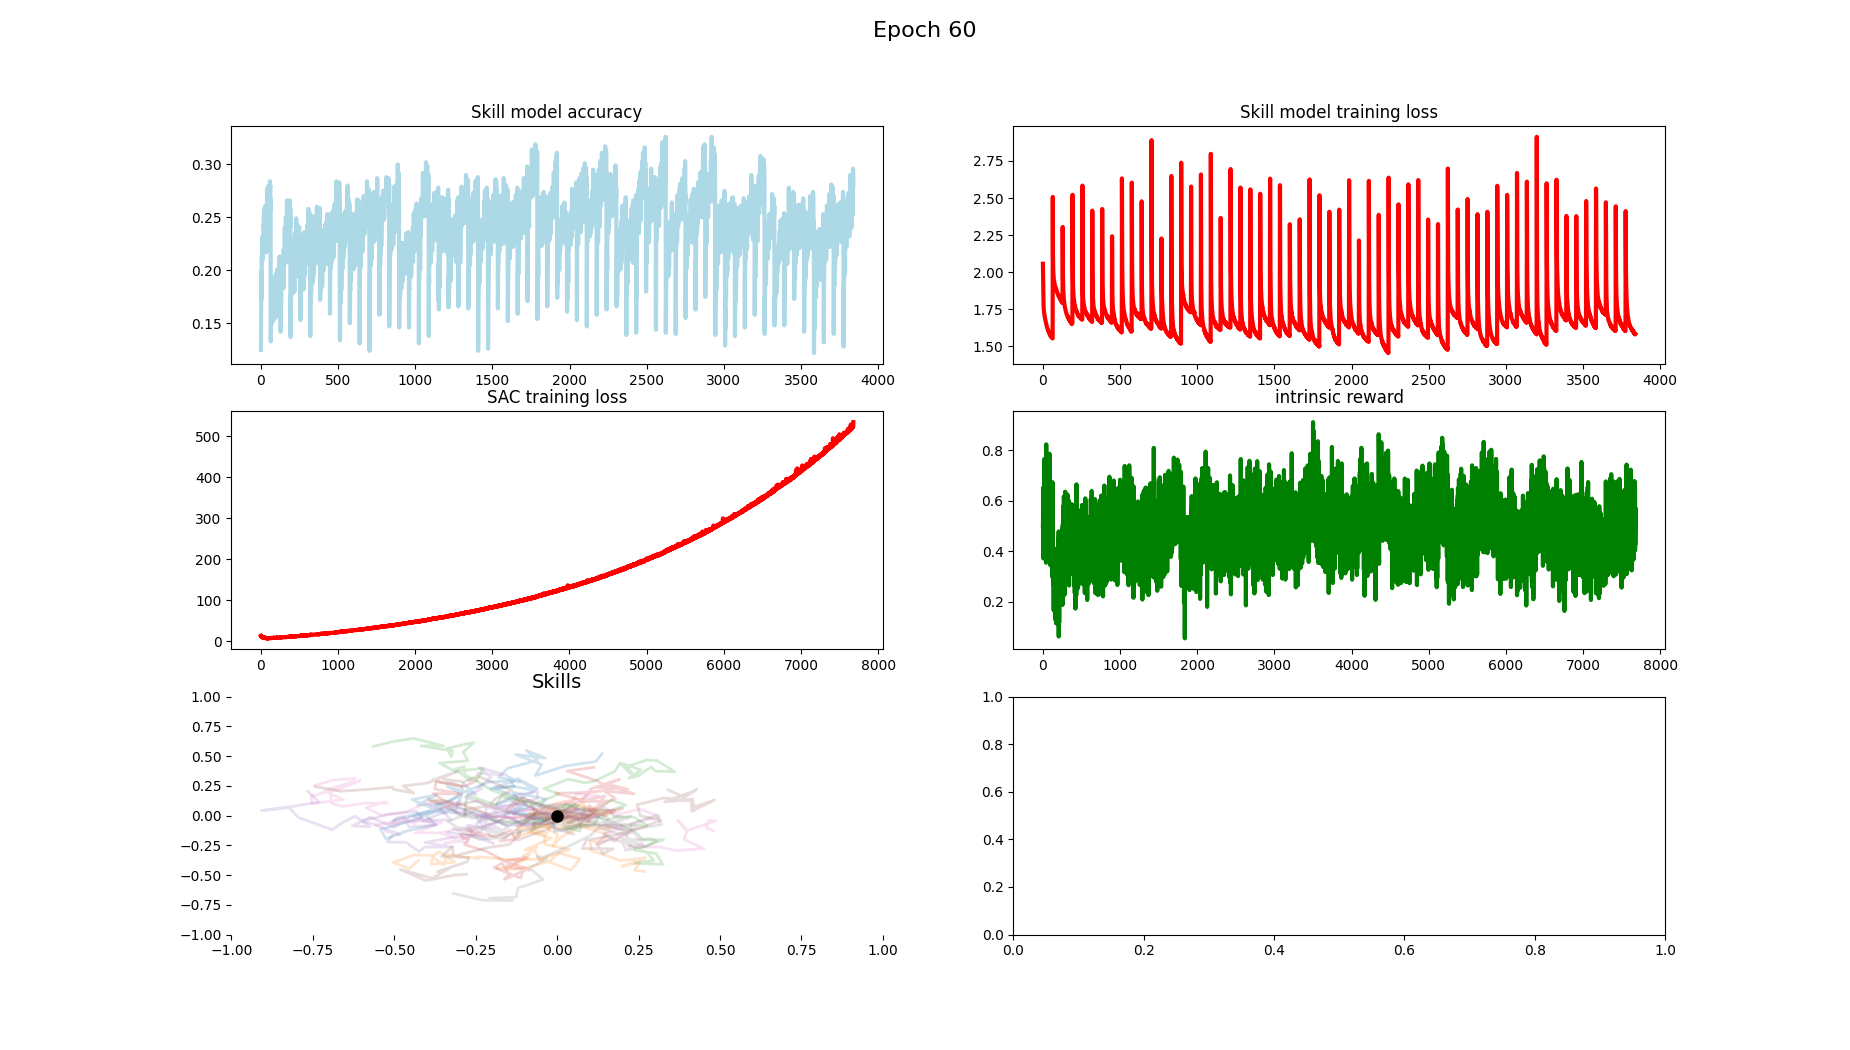 Epoch 60
Skill model accuracy
0.30
0.25
0.20
0.15
0 500 1000 1500 2000 2500 3000 3500 4000
Skill model training loss
2.75
2.50
2.25
2.00
1.75
1.50
0 500 1000 1500 2000 2500 3000 3500 4000
SAC training loss
500
400
300
200
100
0
0 1000 2000 3000 4000 5000 6000 7000 8000
intrinsic reward
0.8
0.6
0.4
0.2
0 1000 2000 3000 4000 5000 6000 7000 8000
Skills
1.00
0.75
0.50
0.25
0.00
−0.25
−0.50
−0.75
−1.00
−1.00 −0.75 −0.50 −0.25 0.00 0.25 0.50 0.75 1.00
1.0
0.8
0.6
0.4
0.2
0.0
0.0 0.2 0.4 0.6 0.8 1.0